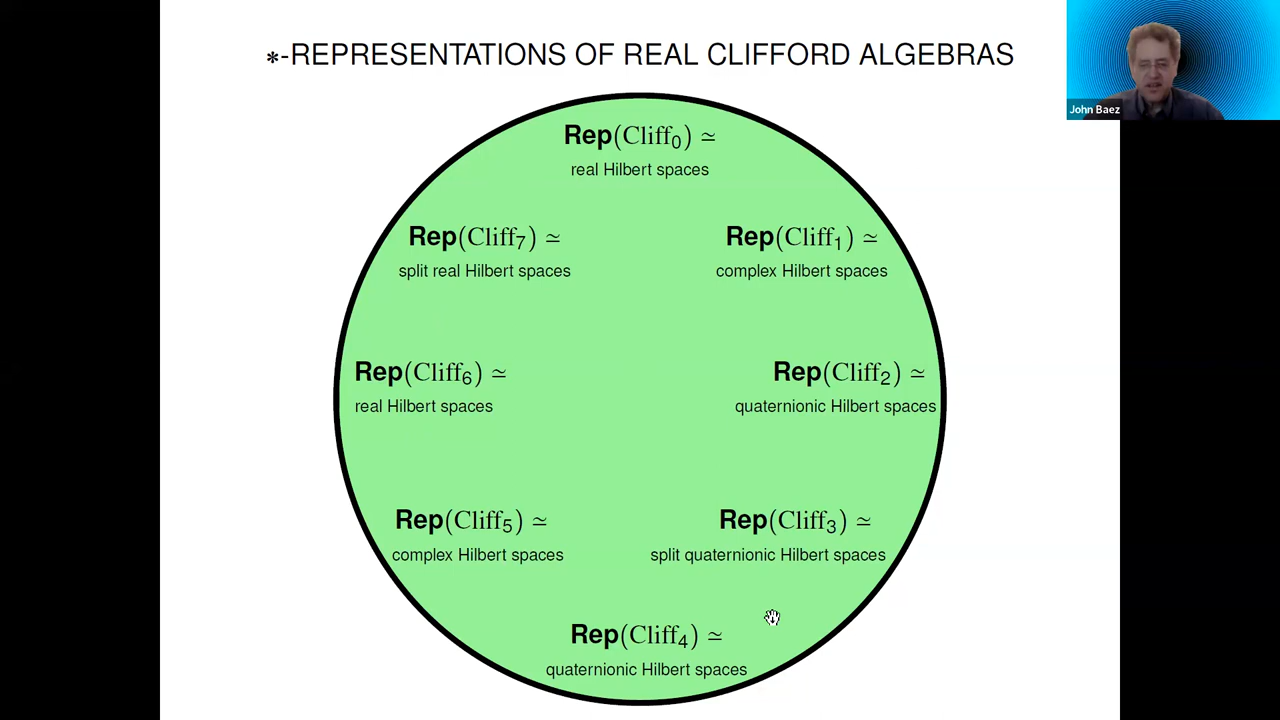 *-REPRESENTATIONS OF REAL CLIFFORD ALGEBRAS
John Baez
Rep(Cliff₀) ≃
real Hilbert spaces
Rep(Cliff₇) ≃
split real Hilbert spaces
Rep(Cliff₁) ≃
complex Hilbert spaces
Rep(Cliff₆) ≃
real Hilbert spaces
Rep(Cliff₂) ≃
quaternionic Hilbert spaces
Rep(Cliff₅) ≃
complex Hilbert spaces
Rep(Cliff₃) ≃
split quaternionic Hilbert spaces
Rep(Cliff₄) ≃
quaternionic Hilbert spaces